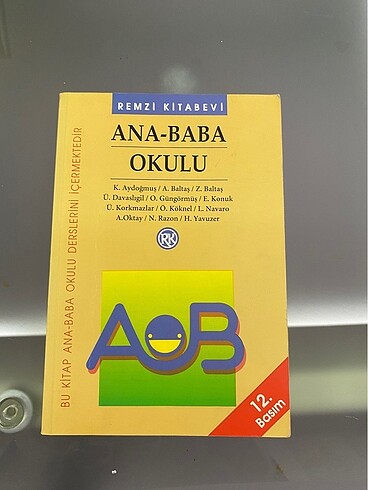 REMZİ KİTABEVİ
ANA-BABA
OKULU
K. Aydoğmuş / A. Baltaş / Z. Baltaş
Ü. Davaslıgil / O. Güngörmüş / E. Konuk
Ü. Korkmazlar / Ö. Köknel / L. Navaro
A.Oktay / N. Razon / H. Yavuzer
RK
BU KİTAP ANA-BABA OKULU DERSLERİNİ İÇERMEKTEDİR
AOB
12.
Basım